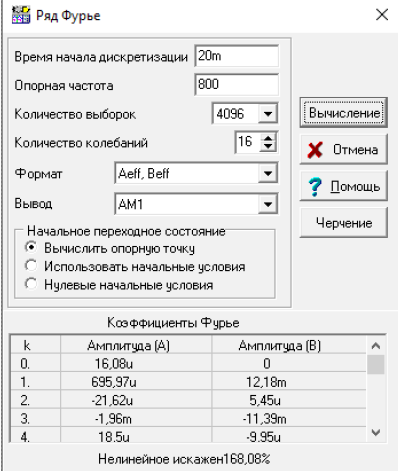 Ряд Фурье
Время начала дискретизации 20m
Опорная частота 800
Количество выборок 4096
Вычисление
Количество колебаний 16
Отмена
Формат Aeff, Beff
Помощь
Вывод AM1
Черчение
Начальное переходное состояние
Вычислить опорную точку
Использовать начальные условия
Нулевые начальные условия
Коэффициенты Фурье
k Амплитуда (A) Амплитуда (B)
0. 16,08u 0
1. 695,97u 12,18m
2. -21,62u 5,45u
3. -1,96m -11,39m
4. 18,5u -9,95u
Нелинейное искажен168,08%